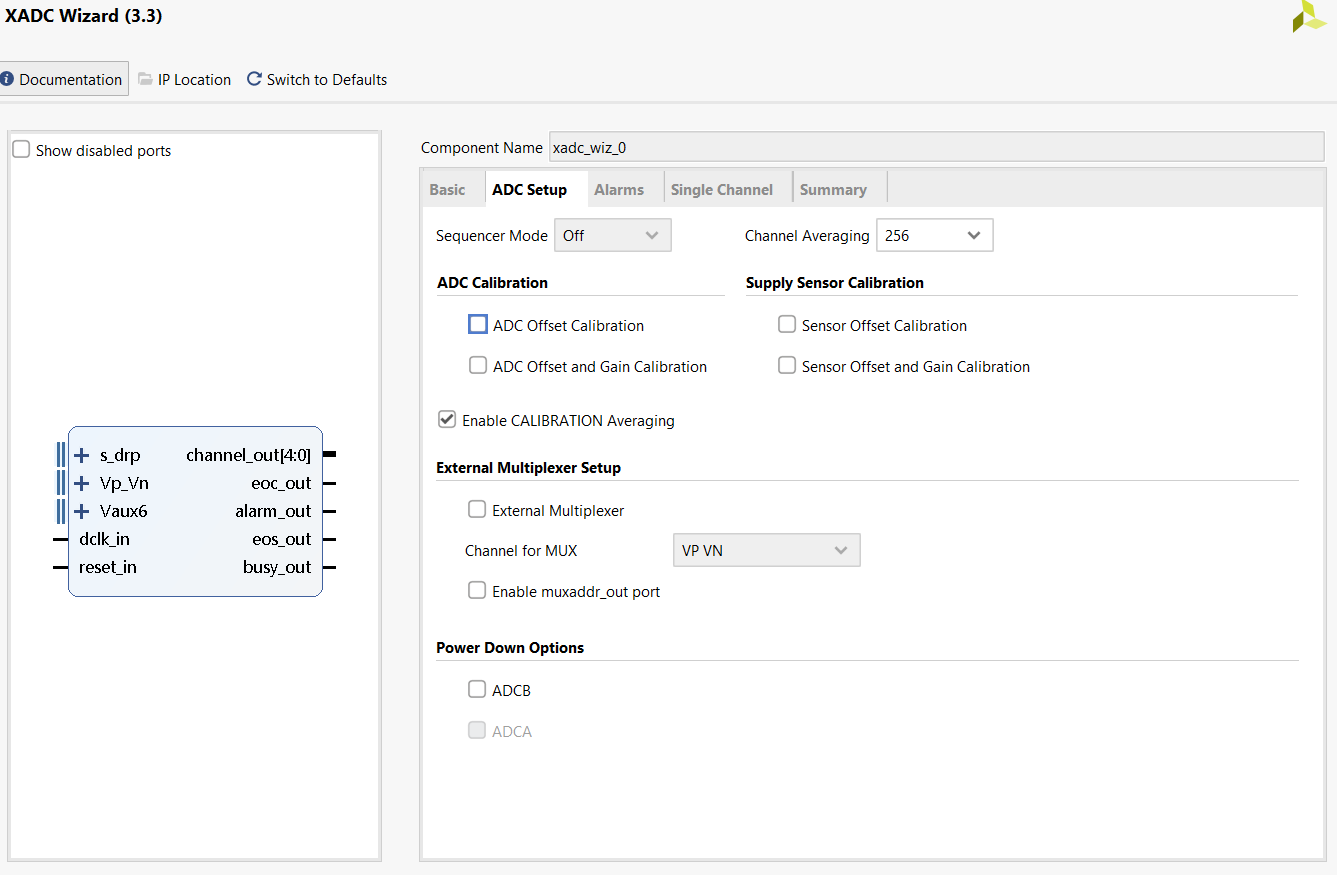 XADC Wizard (3.3)
Documentation IP Location Switch to Defaults
Show disabled ports
s_drp channel_out[4:0]
Vp_Vn eoc_out
Vaux6 alarm_out
dclk_in eos_out
reset_in busy_out
Component Name xadc_wiz_0
Basic ADC Setup Alarms Single Channel Summary
Sequencer Mode Off Channel Averaging 256
ADC Calibration Supply Sensor Calibration
ADC Offset Calibration Sensor Offset Calibration
ADC Offset and Gain Calibration Sensor Offset and Gain Calibration
Enable CALIBRATION Averaging
External Multiplexer Setup
External Multiplexer
Channel for MUX VP VN
Enable muxaddr_out port
Power Down Options
ADCB
ADCA